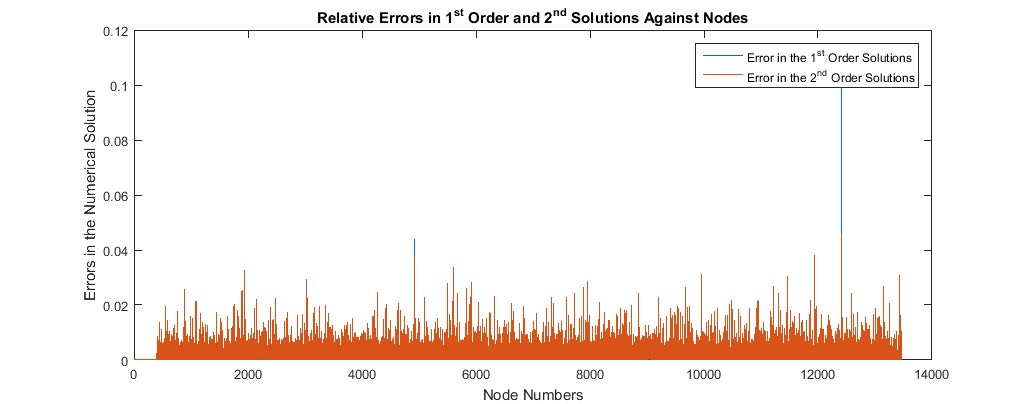 Relative Errors in 1st Order and 2nd Solutions Against Nodes
Error in the 1st Order Solutions
Error in the 2nd Order Solutions
Errors in the Numerical Solution
0.12
0.1
0.08
0.06
0.04
0.02
0
0 2000 4000 6000 8000 10000 12000 14000
Node Numbers